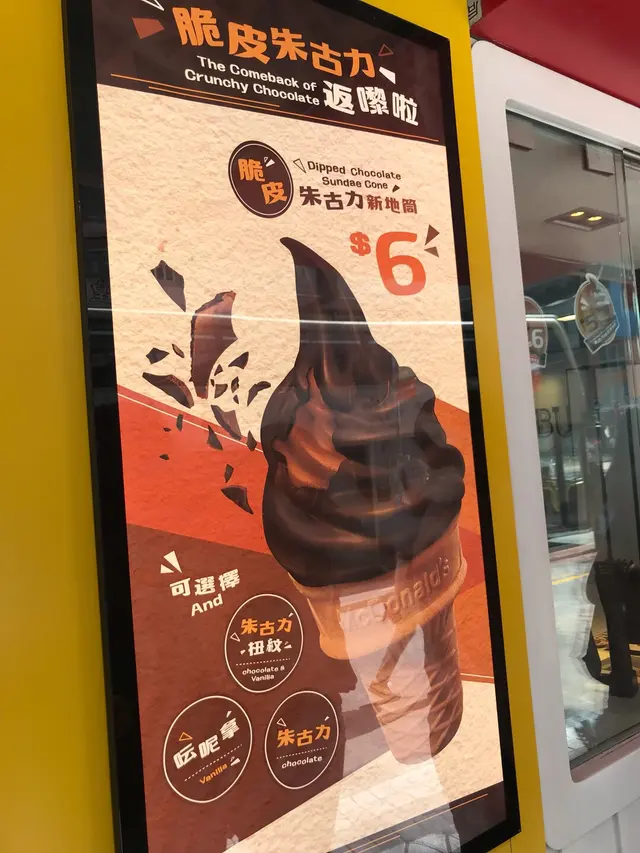 脆皮朱古力
The Comeback of
Crunchy Chocolate
返嚟啦
脆皮
Dipped Chocolate
Sundae Cone
朱古力新地筒
$6
McDonald's
可選擇
And
朱古力
扭紋
chocolate &
Vanilla
呍呢拿
Vanilla
朱古力
chocolate